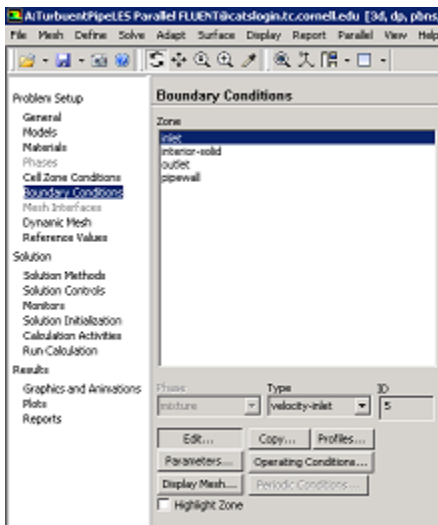 A:TurbuentPipeLES Parallel FLUENT@catslogin.tc.cornell.edu [3d, dp, pbns,
File Mesh Define Solve Adapt Surface Display Report Parallel View Help
Problem Setup
General
Models
Materials
Phases
Cell Zone Conditions
Boundary Conditions
Mesh Interfaces
Dynamic Mesh
Reference Values
Solution
Solution Methods
Solution Controls
Monitors
Solution Initialization
Calculation Activities
Run Calculation
Results
Graphics and Animations
Plots
Reports
Boundary Conditions
Zone
inlet
interior-solid
outlet
pipewall
Phase Type ID
mixture velocity-inlet 5
Edit... Copy... Profiles...
Parameters... Operating Conditions...
Display Mesh... Periodic Conditions...
Highlight Zone